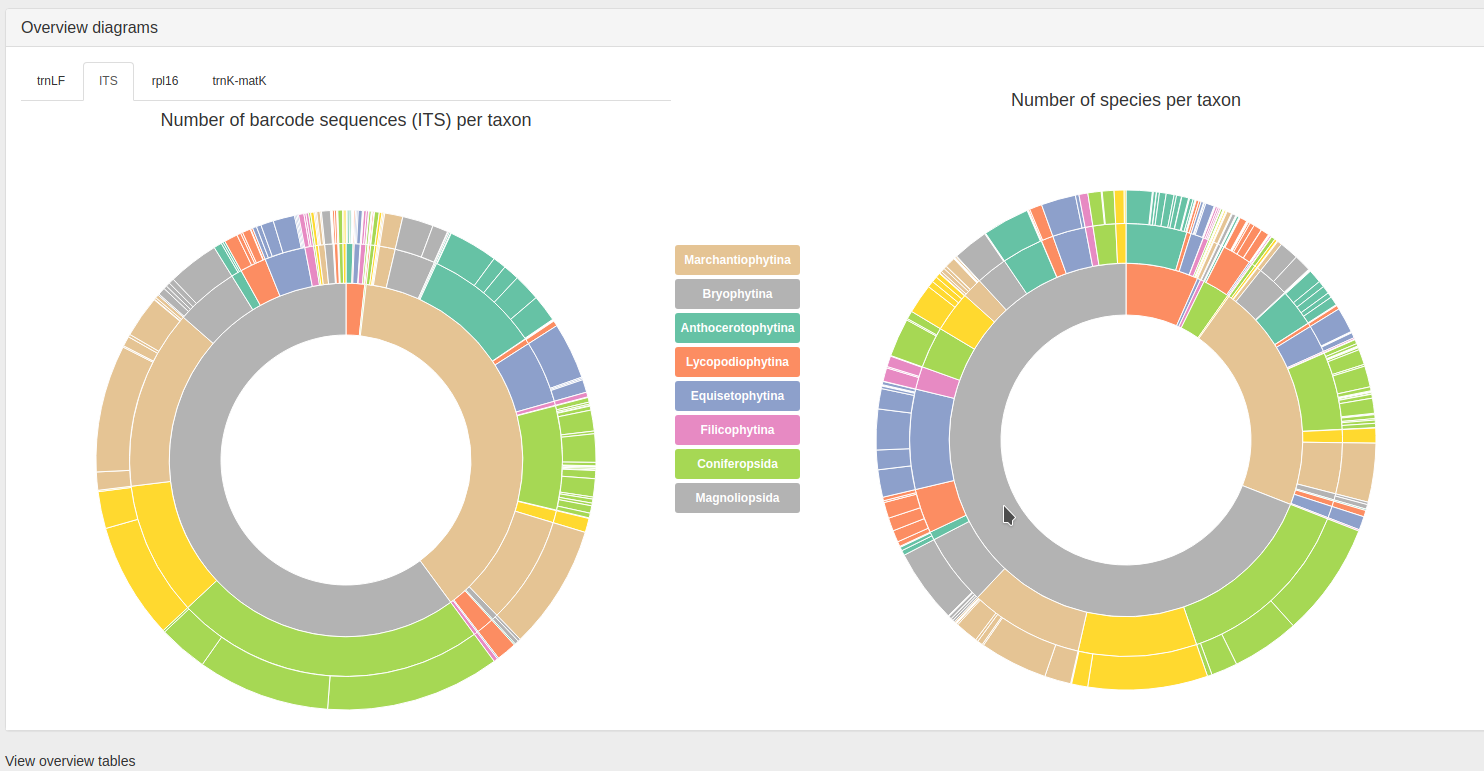 Overview diagrams
trnLF
ITS
rpl16
trnK-matK
Number of barcode sequences (ITS) per taxon
Number of species per taxon
Marchantiophytina
Bryophytina
Anthocerotophytina
Lycopodiophytina
Equisetophytina
Filicophytina
Coniferopsida
Magnoliopsida
View overview tables